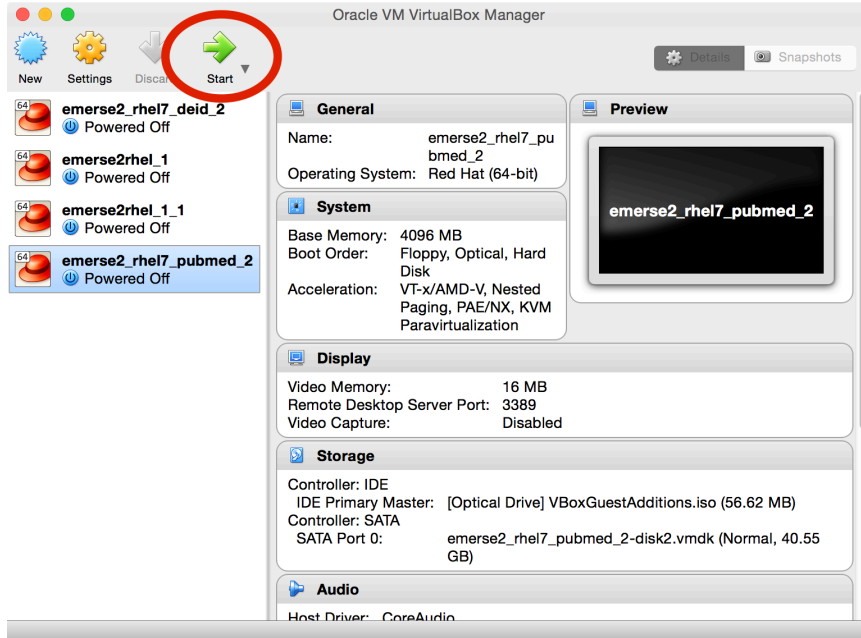 Oracle VM VirtualBox Manager
New
Settings
Discard
Start
Details
Snapshots
64
emerse2_rhel7_deid_2
Powered Off
64
emerse2rhel_1
Powered Off
64
emerse2rhel_1_1
Powered Off
64
emerse2_rhel7_pubmed_2
Powered Off
General
Name: emerse2_rhel7_pu
bmed_2
Operating System: Red Hat (64-bit)
Preview
emerse2_rhel7_pubmed_2
System
Base Memory: 4096 MB
Boot Order: Floppy, Optical, Hard
Disk
Acceleration: VT-x/AMD-V, Nested
Paging, PAE/NX, KVM
Paravirtualization
Display
Video Memory: 16 MB
Remote Desktop Server Port: 3389
Video Capture: Disabled
Storage
Controller: IDE
IDE Primary Master: [Optical Drive] VBoxGuestAdditions.iso (56.62 MB)
Controller: SATA
SATA Port 0: emerse2_rhel7_pubmed_2-disk2.vmdk (Normal, 40.55
GB)
Audio
Host Driver: CoreAudio